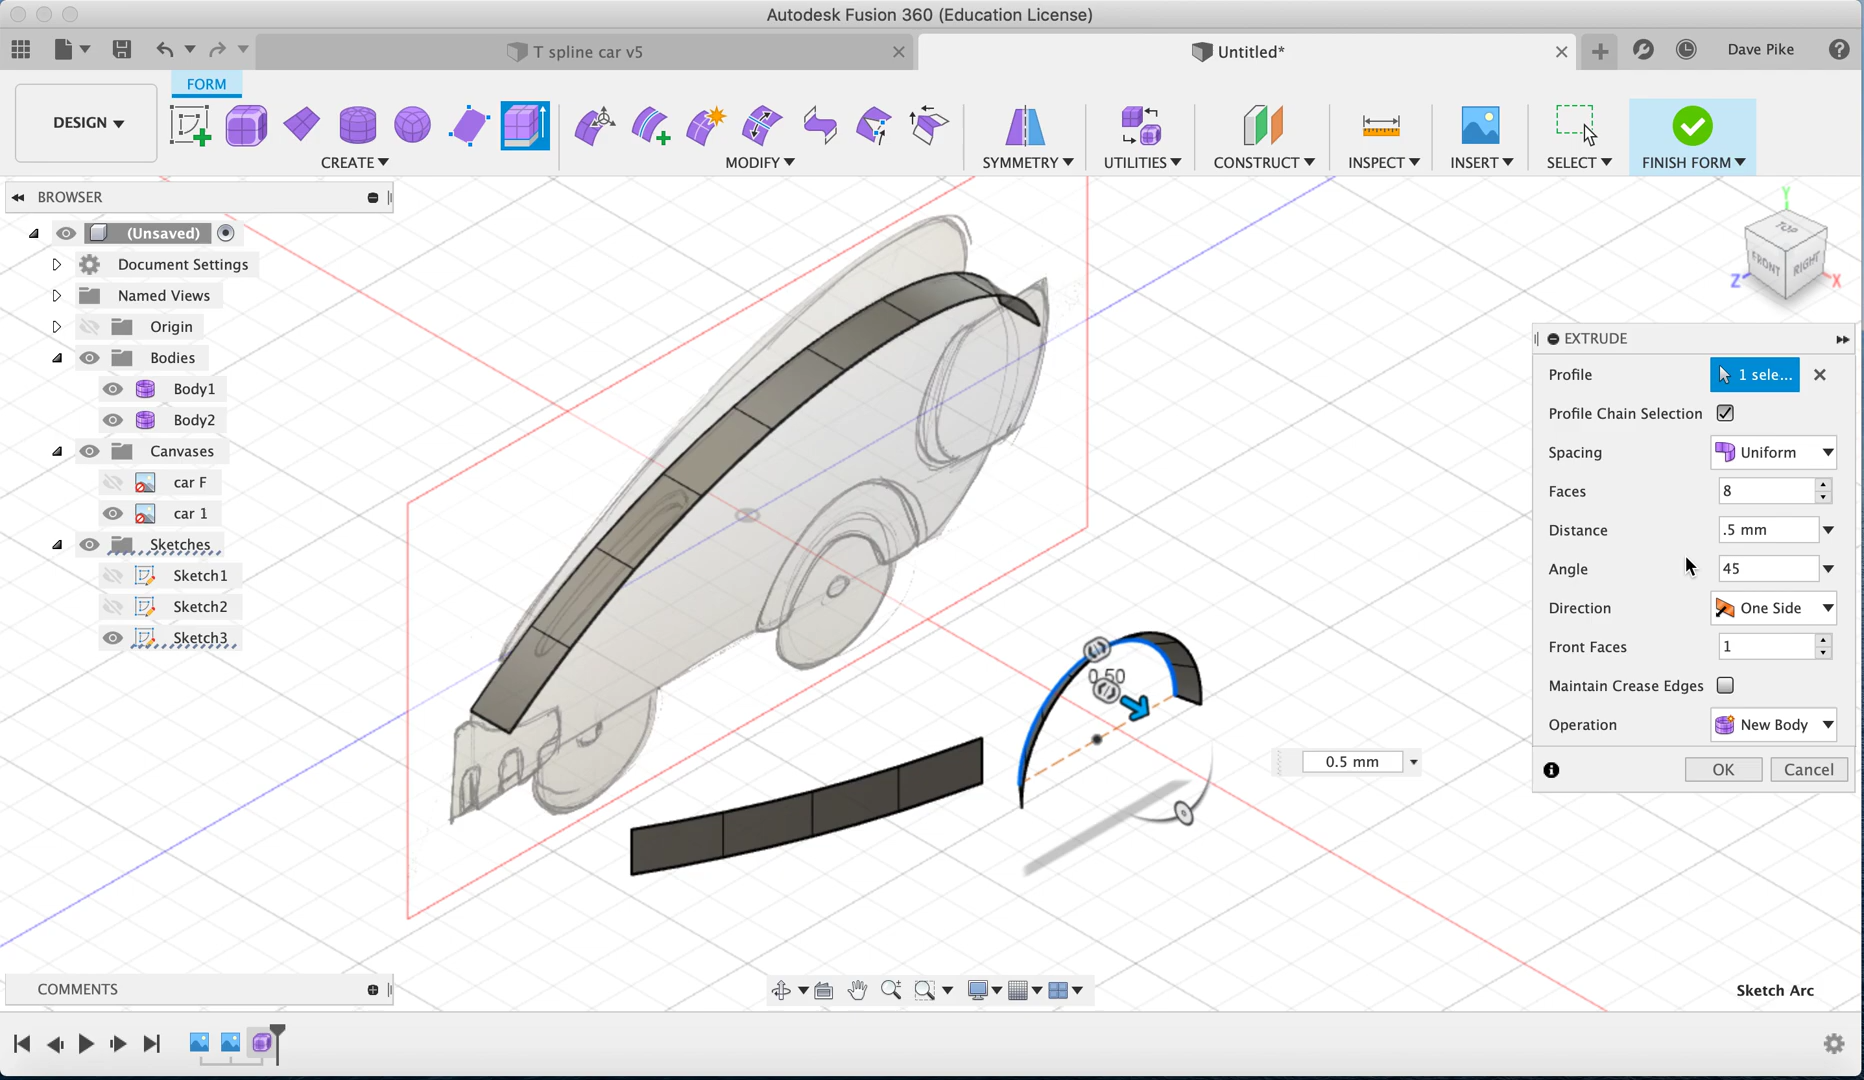 Autodesk Fusion 360 (Education License)
T spline car v5
Untitled*
Dave Pike
FORM
DESIGN
CREATE
MODIFY
SYMMETRY
UTILITIES
CONSTRUCT
INSPECT
INSERT
SELECT
FINISH FORM
BROWSER
(Unsaved)
Document Settings
Named Views
Origin
Bodies
Body1
Body2
Canvases
car F
car 1
Sketches
Sketch1
Sketch2
Sketch3
Y
TOP
FRONT
RIGHT
Z
X
EXTRUDE
Profile
1 sele...
Profile Chain Selection
Spacing
Uniform
Faces
8
Distance
.5 mm
Angle
45
Direction
One Side
Front Faces
1
Maintain Crease Edges
Operation
New Body
OK
Cancel
0.50
0.5 mm
COMMENTS
Sketch Arc